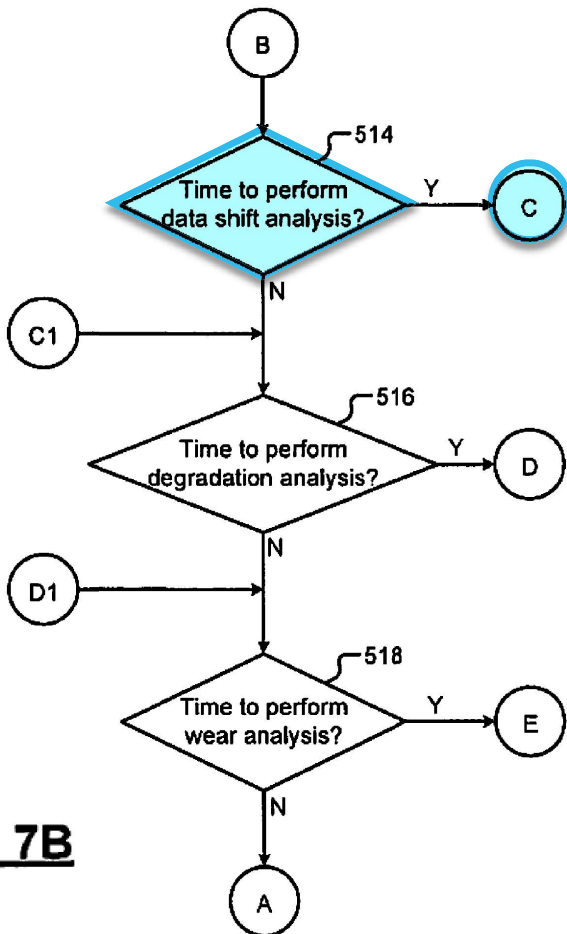 B
514
Time to perform
data shift analysis?
Y
C
N
C1
516
Time to perform
degradation analysis?
Y
D
N
D1
518
Time to perform
wear analysis?
Y
E
N
7B
A